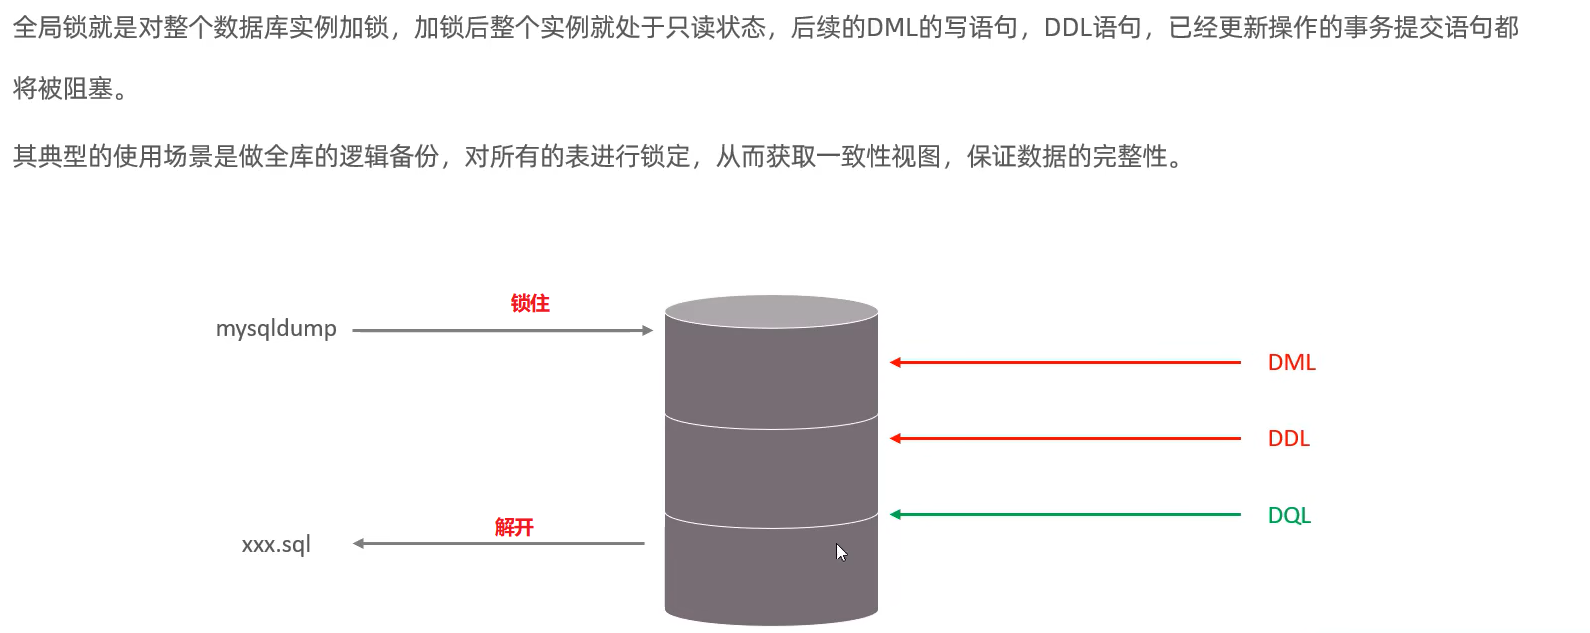 全局锁就是对整个数据库实例加锁，加锁后整个实例就处于只读状态，后续的DML的写语句，DDL语句，已经更新操作的事务提交语句都
将被阻塞。
其典型的使用场景是做全库的逻辑备份，对所有的表进行锁定，从而获取一致性视图，保证数据的完整性。
锁住
mysqldump
DML
DDL
DQL
解开
xxx.sql